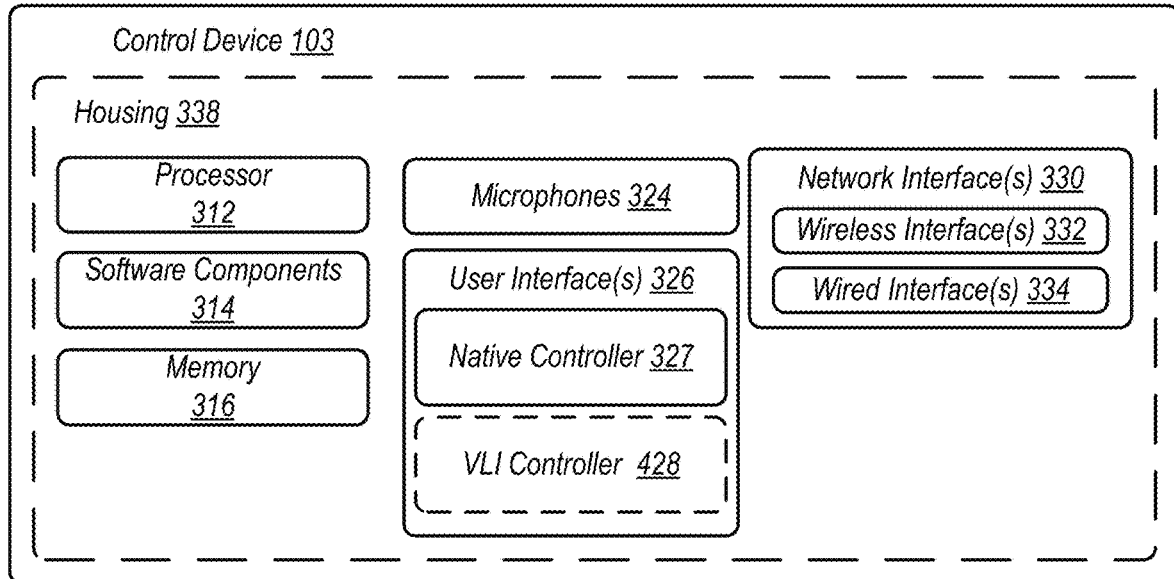 Control Device 103
Housing 338
Processor
312
Software Components
314
Memory
316
Microphones 324
User Interface(s) 326
Native Controller 327
VLI Controller 428
Network Interface(s) 330
Wireless Interface(s) 332
Wired Interface(s) 334